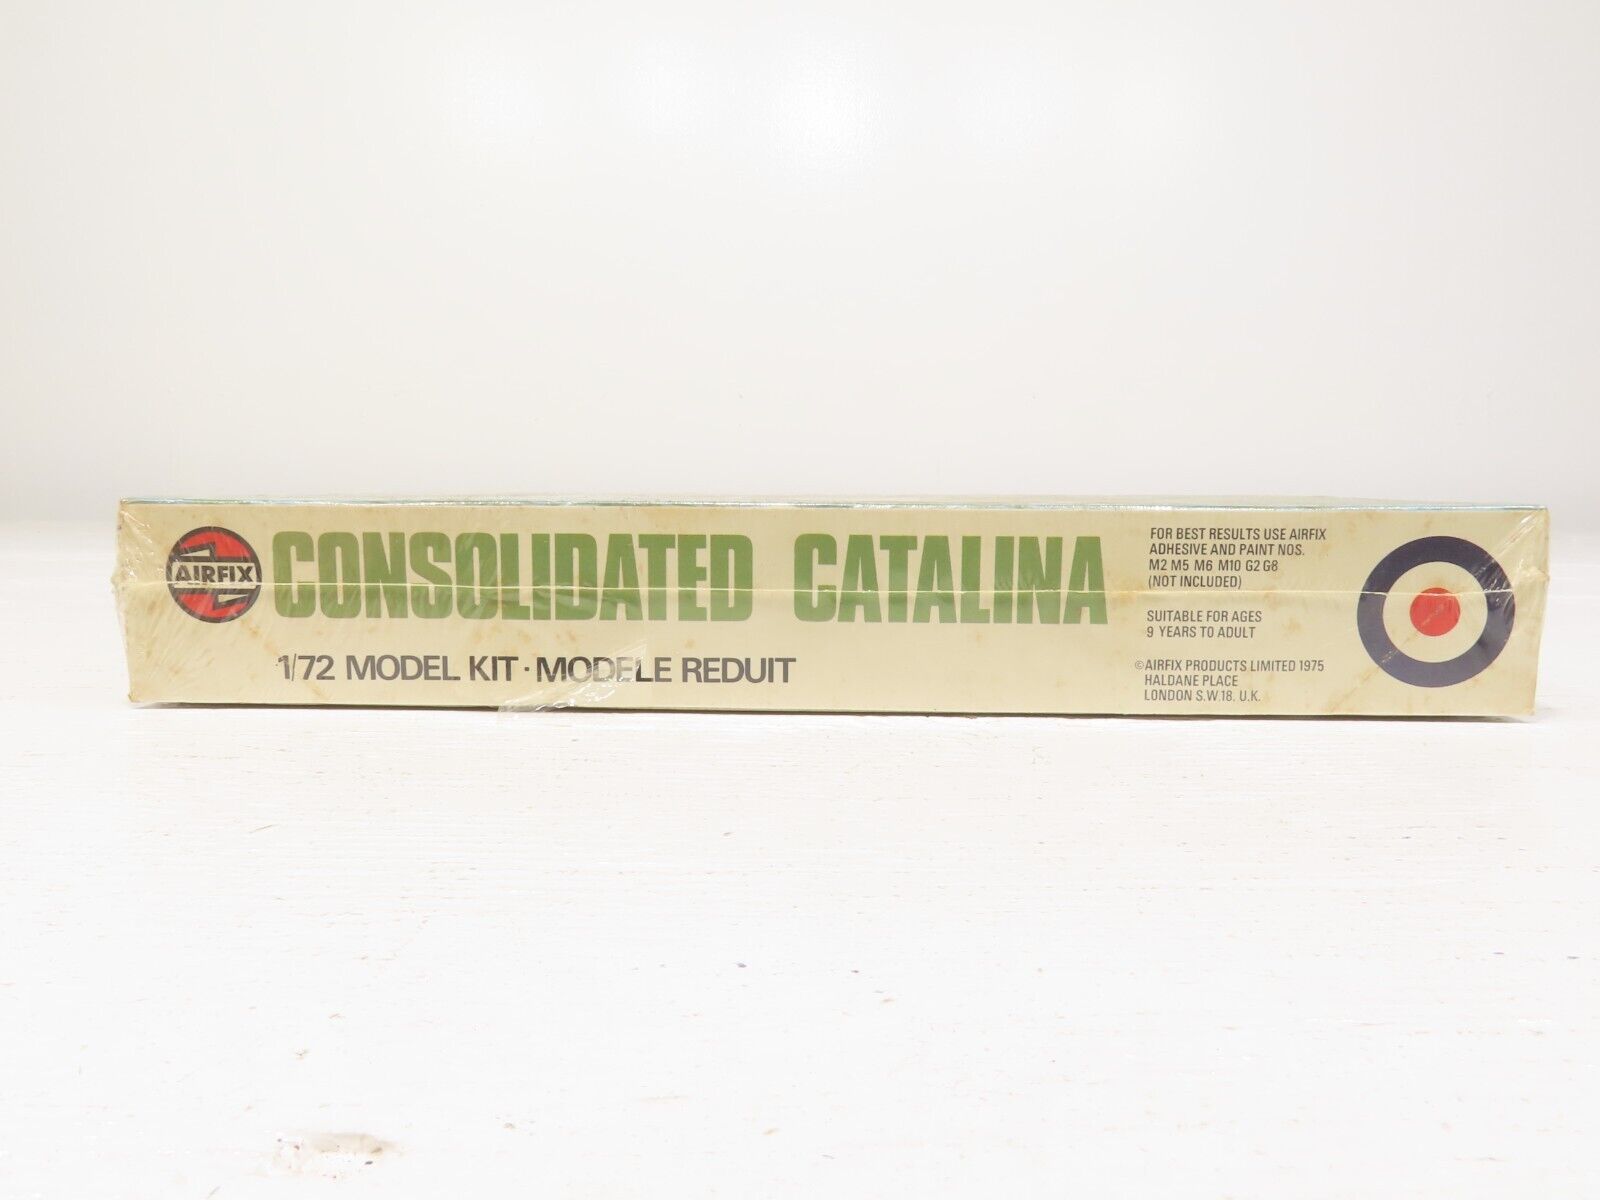 AIRFIX
CONSOLIDATED CATALINA
1/72 MODEL KIT · MODELE REDUIT
FOR BEST RESULTS USE AIRFIX
ADHESIVE AND PAINT NOS.
M2 M5 M6 M10 G2 G8
(NOT INCLUDED)
SUITABLE FOR AGES
9 YEARS TO ADULT
©AIRFIX PRODUCTS LIMITED 1975
HALDANE PLACE
LONDON S.W.18. U.K.